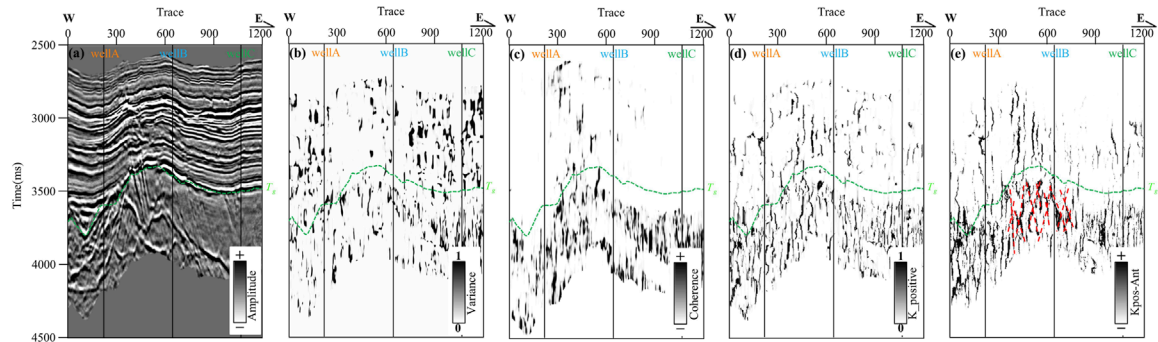 Trace Trace Trace Trace Trace
W E W E W E W E W E
0 300 600 900 1200 0 300 600 900 1200 0 300 600 900 1200 0 300 600 900 1200 0 300 600 900 1200
2500
(a) wellA wellB wellC (b) wellA wellB wellC (c) wellA wellB wellC (d) wellA wellB wellC (e) wellA wellB wellC
3000
Time(ms)
3500
Tg Tg Tg Tg Tg
4000
+ 1 + 1 +
Amplitude Variance Coherence K_positive Kpos-Ant
− 0 − 0 −
4500